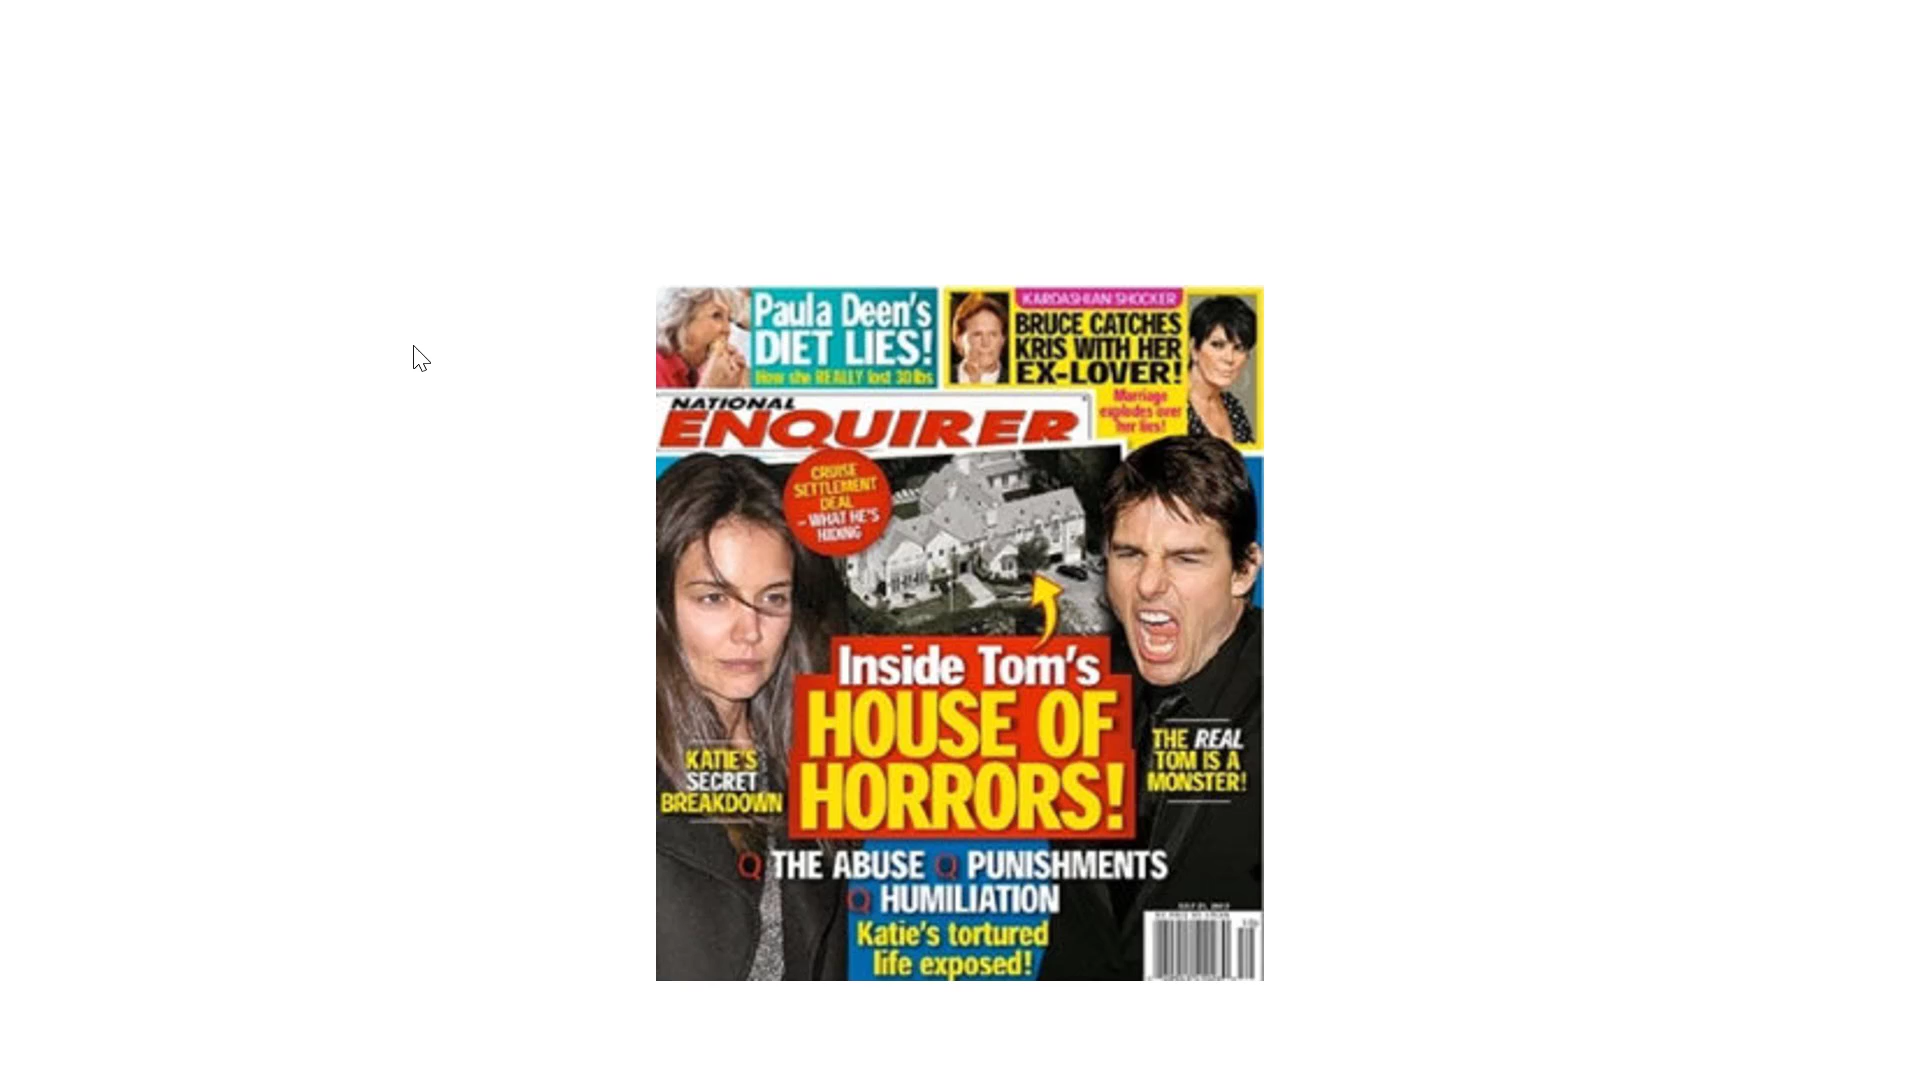 Paula Deen's
DIET LIES!
How she REALLY lost 30 lbs
KARDASHIAN SHOCKER
BRUCE CATCHES
KRIS WITH HER
EX-LOVER!
Marriage
explodes over
her lies!
NATIONAL
ENQUIRER
CRUISE
SETTLEMENT
DEAL
– WHAT HE'S
HIDING
Inside Tom's
HOUSE OF
HORRORS!
KATIE'S
SECRET
BREAKDOWN
THE REAL
TOM IS A
MONSTER!
Q THE ABUSE Q PUNISHMENTS
Q HUMILIATION
Katie's tortured
life exposed!